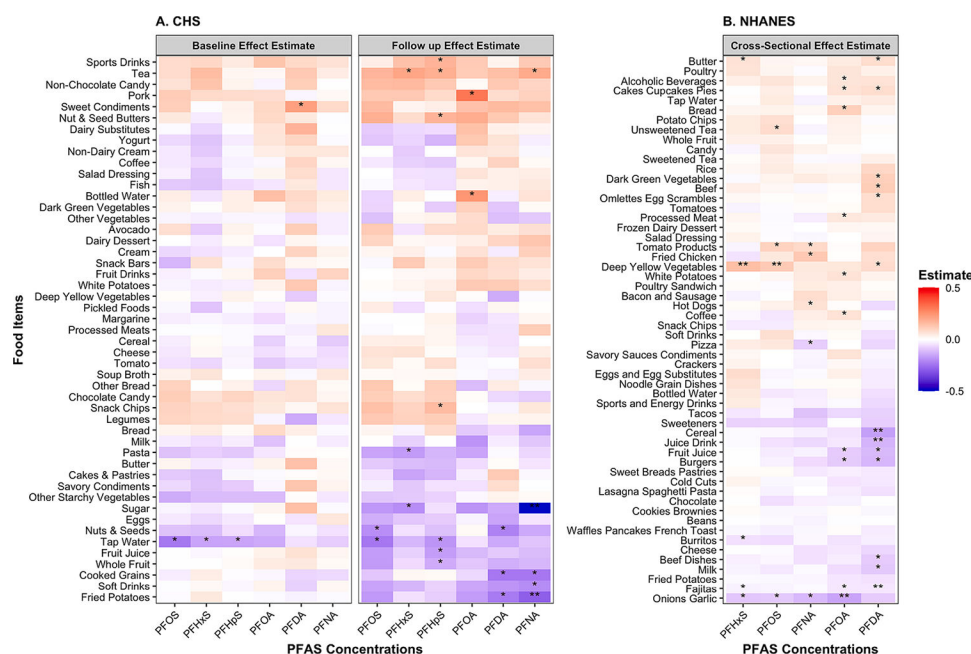 A. CHS
Baseline Effect Estimate
Follow up Effect Estimate
Food Items
Sports Drinks
Tea
Non-Chocolate Candy
Pork
Sweet Condiments
Nut & Seed Butters
Dairy Substitutes
Yogurt
Non-Dairy Cream
Coffee
Salad Dressing
Fish
Bottled Water
Dark Green Vegetables
Other Vegetables
Avocado
Dairy Dessert
Cream
Snack Bars
Fruit Drinks
White Potatoes
Deep Yellow Vegetables
Pickled Foods
Margarine
Processed Meats
Cereal
Cheese
Tomato
Soup Broth
Other Bread
Chocolate Candy
Snack Chips
Legumes
Bread
Milk
Pasta
Butter
Cakes & Pastries
Savory Condiments
Other Starchy Vegetables
Sugar
Eggs
Nuts & Seeds
Tap Water
Fruit Juice
Whole Fruit
Cooked Grains
Soft Drinks
Fried Potatoes
PFOS PFHxS PFHpS PFOA PFDA PFNA PFOS PFHxS PFHpS PFOA PFDA PFNA
PFAS Concentrations
B. NHANES
Cross-Sectional Effect Estimate
Butter
Poultry
Alcoholic Beverages
Cakes Cupcakes Pies
Tap Water
Bread
Potato Chips
Unsweetened Tea
Whole Fruit
Candy
Sweetened Tea
Rice
Dark Green Vegetables
Beef
Omlettes Egg Scrambles
Tomatoes
Processed Meat
Frozen Dairy Dessert
Salad Dressing
Tomato Products
Fried Chicken
Deep Yellow Vegetables
White Potatoes
Poultry Sandwich
Bacon and Sausage
Hot Dogs
Coffee
Snack Chips
Soft Drinks
Pizza
Savory Sauces Condiments
Crackers
Eggs and Egg Substitutes
Noodle Grain Dishes
Bottled Water
Sports and Energy Drinks
Tacos
Sweeteners
Cereal
Juice Drink
Fruit Juice
Burgers
Sweet Breads Pastries
Cold Cuts
Lasagna Spaghetti Pasta
Chocolate
Cookies Brownies
Beans
Waffles Pancakes French Toast
Burritos
Cheese
Beef Dishes
Milk
Fried Potatoes
Fajitas
Onions Garlic
PFHxS PFOS PFNA PFOA PFDA
PFAS Concentrations
Estimate
0.5
0.0
-0.5